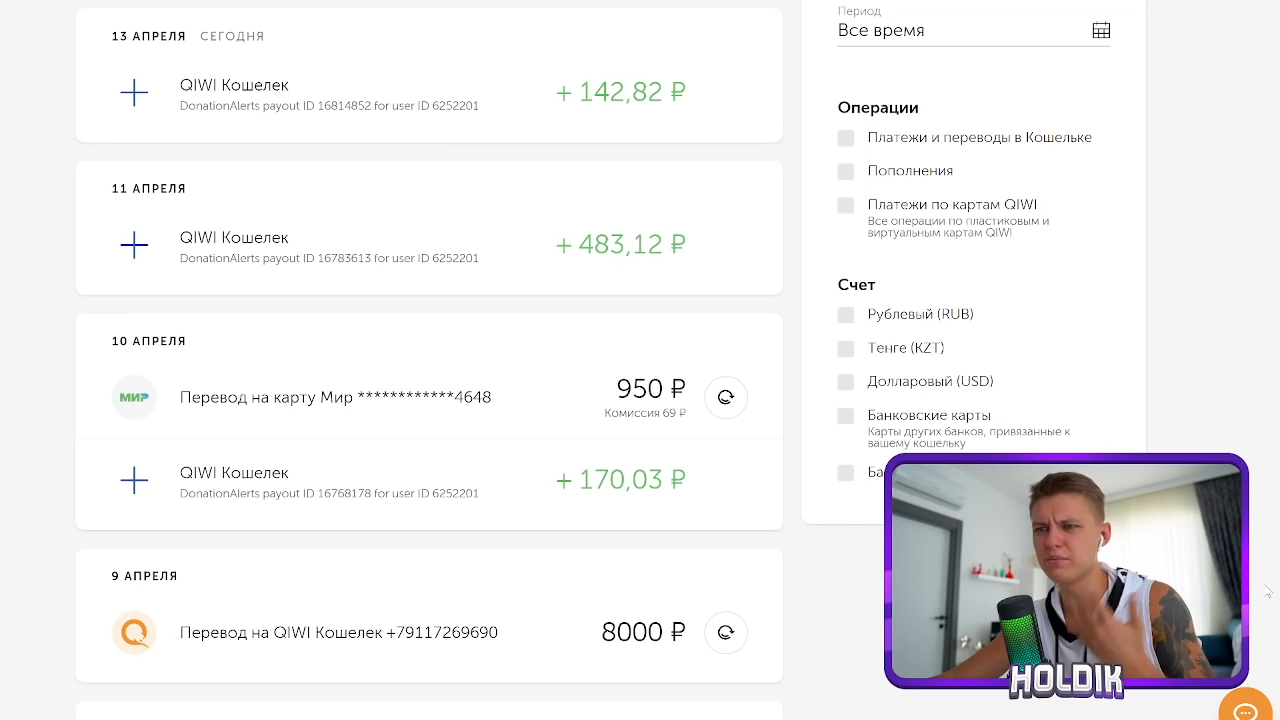 13 АПРЕЛЯ СЕГОДНЯ
QIWI Кошелек
DonationAlerts payout ID 16814852 for user ID 6252201
+ 142,82 ₽
11 АПРЕЛЯ
QIWI Кошелек
DonationAlerts payout ID 16783613 for user ID 6252201
+ 483,12 ₽
10 АПРЕЛЯ
МИР
Перевод на карту Мир ************4648
950 ₽
Комиссия 69 ₽
QIWI Кошелек
DonationAlerts payout ID 16768178 for user ID 6252201
+ 170,03 ₽
9 АПРЕЛЯ
Перевод на QIWI Кошелек +79117269690
8000 ₽
Период
Все время
Операции
Платежи и переводы в Кошельке
Пополнения
Платежи по картам QIWI
Все операции по пластиковым и
виртуальным картам QIWI
Счет
Рублевый (RUB)
Тенге (KZT)
Долларовый (USD)
Банковские карты
Карты других банков, привязанные к
вашему кошельку
HOLDIK